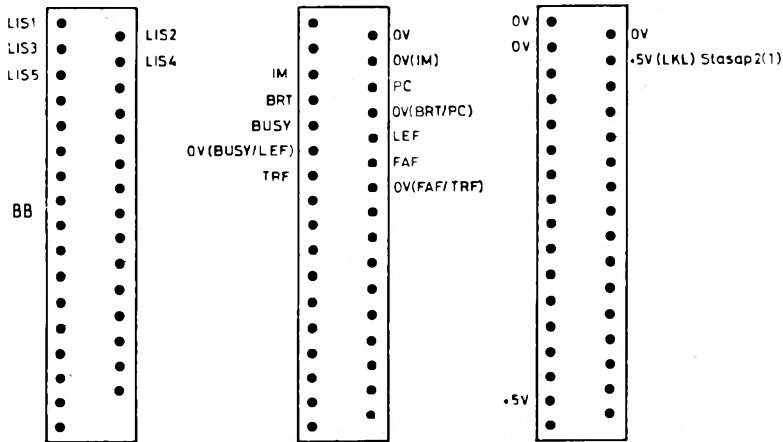 LIS1
LIS2
LIS3
LIS4
LIS5
BB
0V
0V(IM)
IM
PC
BRT
0V(BRT/PC)
BUSY
LEF
0V(BUSY/LEF)
FAF
TRF
0V(FAF/TRF)
0V
0V
0V
+5V(LKL) Stasap2(1)
+5V